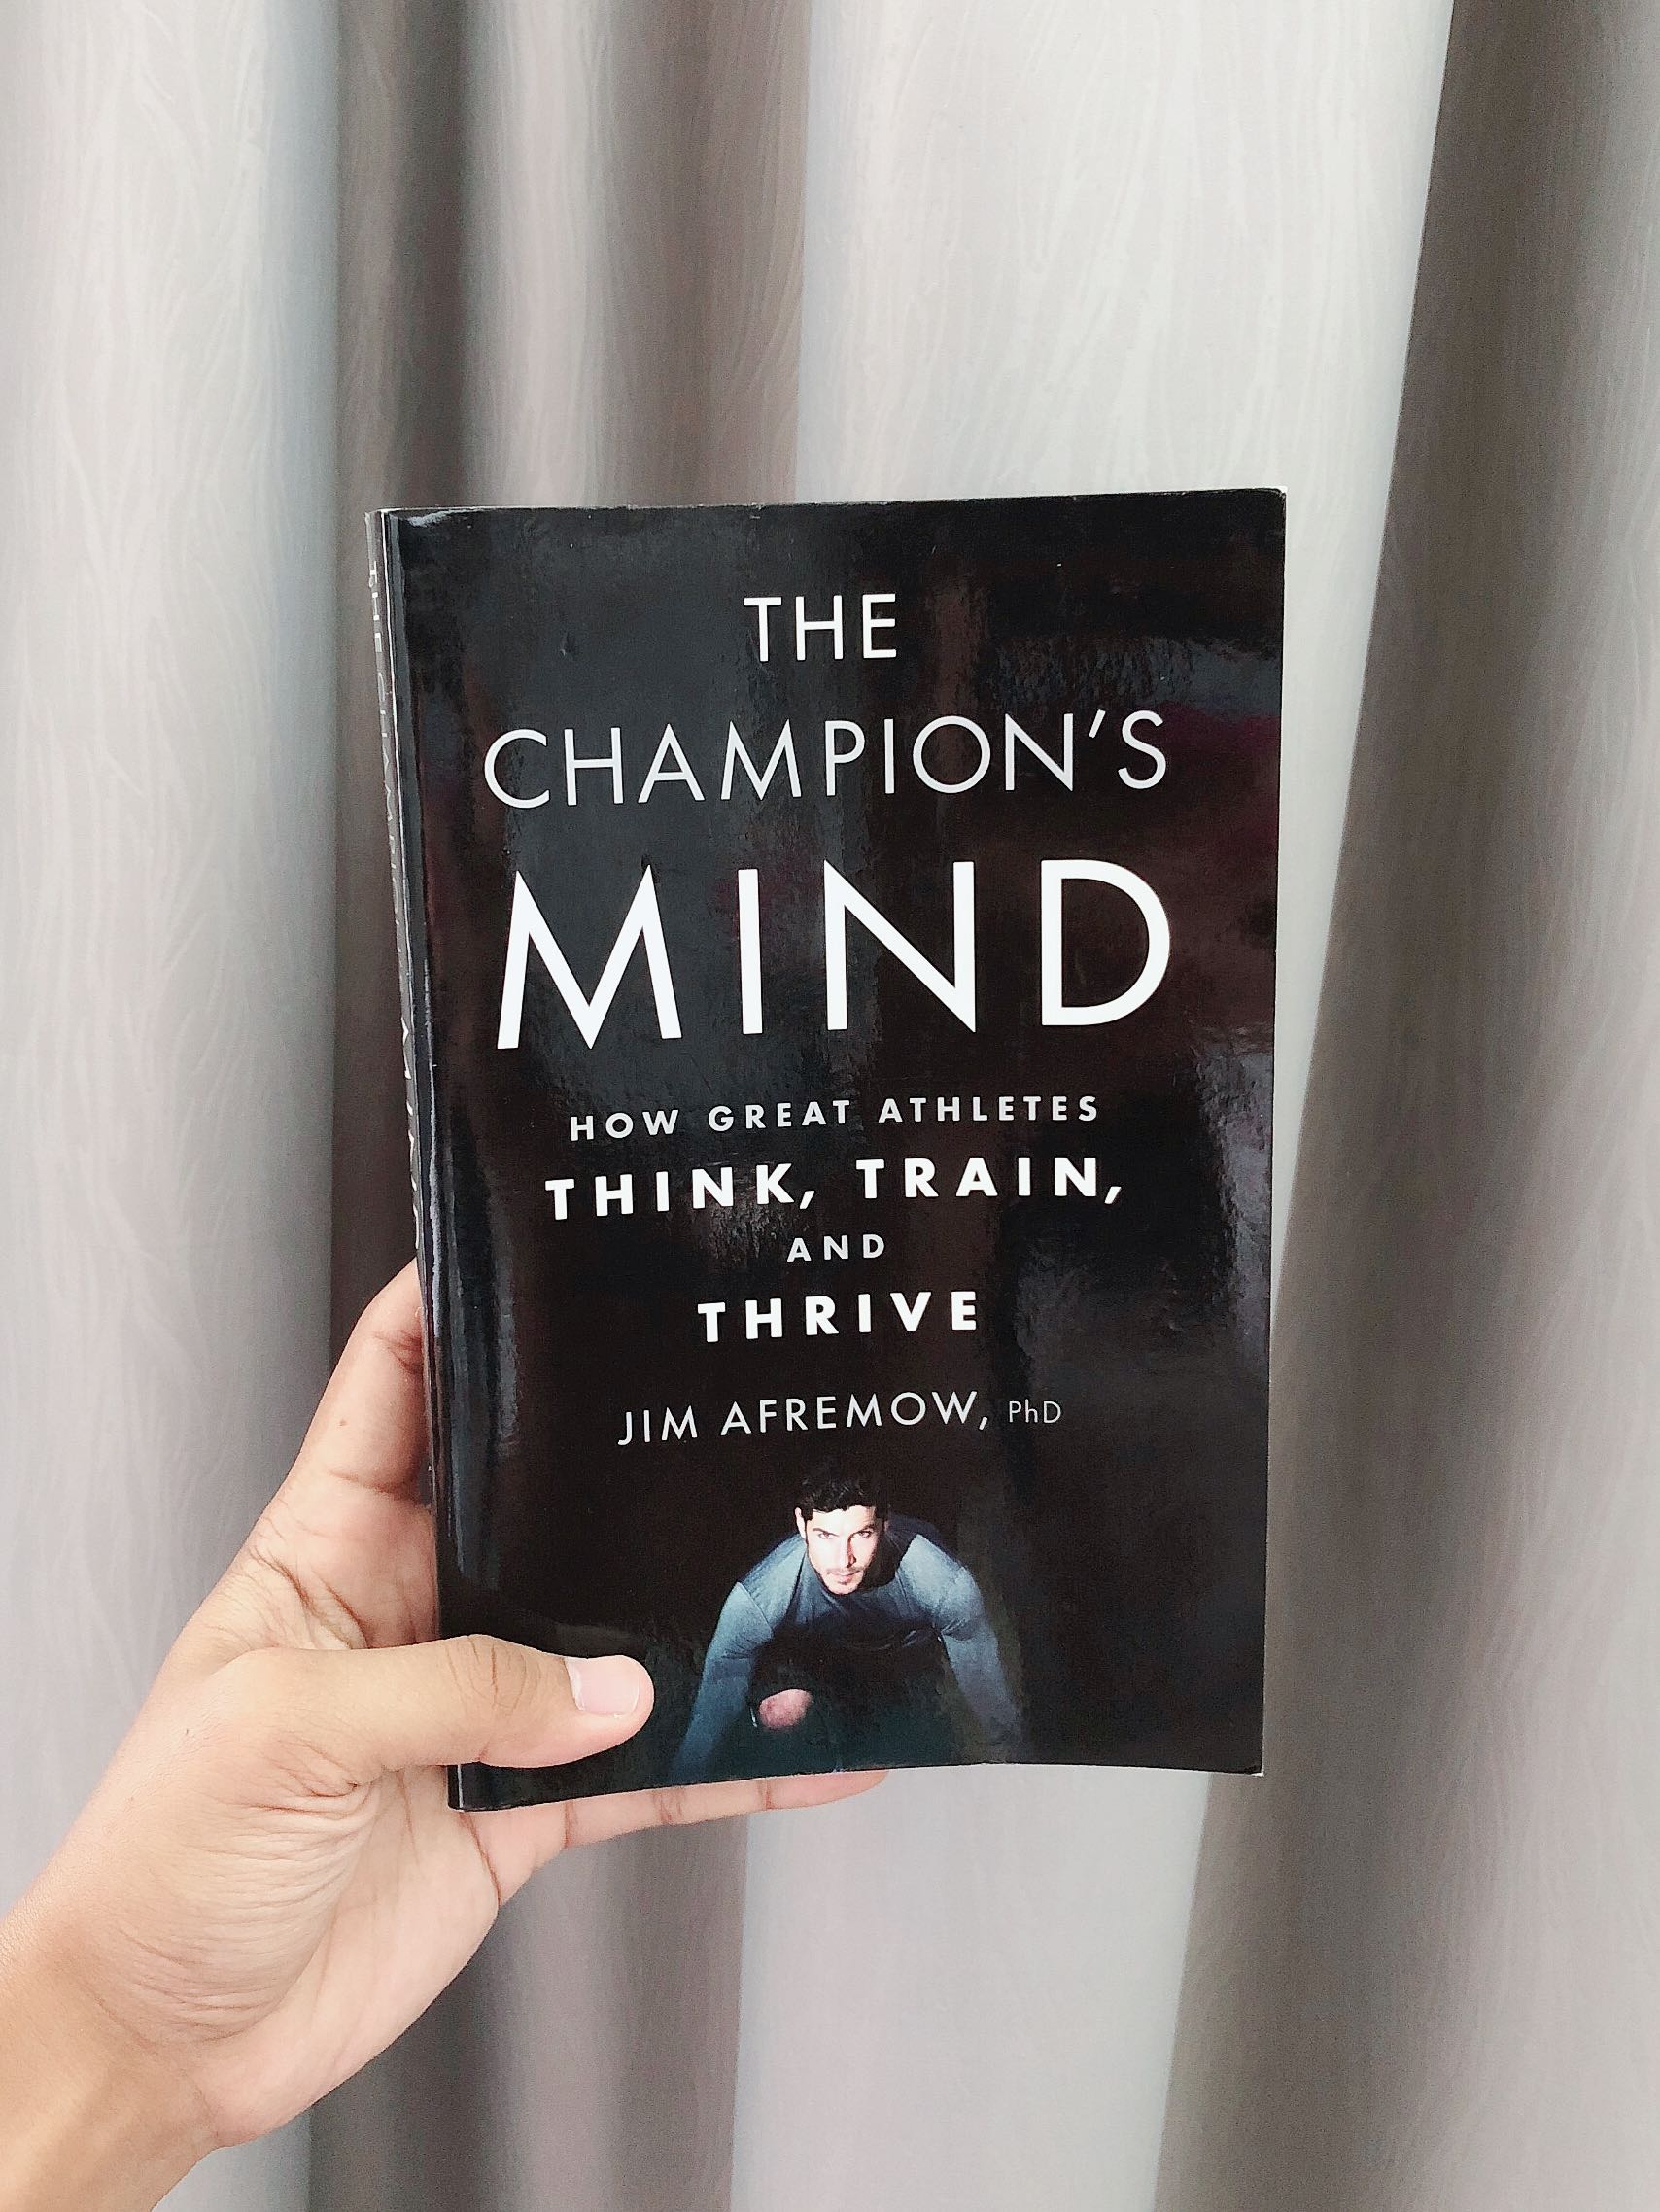 THE
CHAMPION'S
MIND
HOW GREAT ATHLETES
THINK, TRAIN,
AND
THRIVE
JIM AFREMOW, PhD